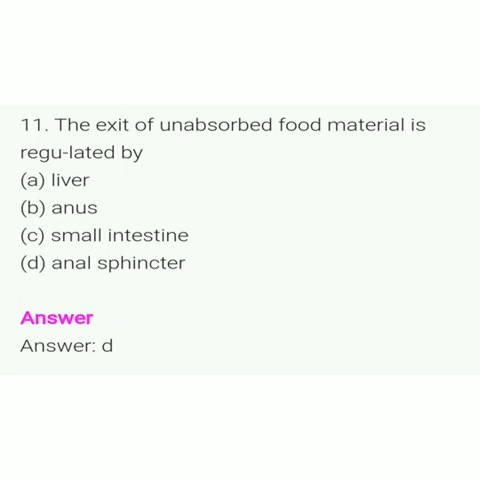 11. The exit of unabsorbed food material is
regu-lated by
(a) liver
(b) anus
(c) small intestine
(d) anal sphincter
Answer
Answer: d